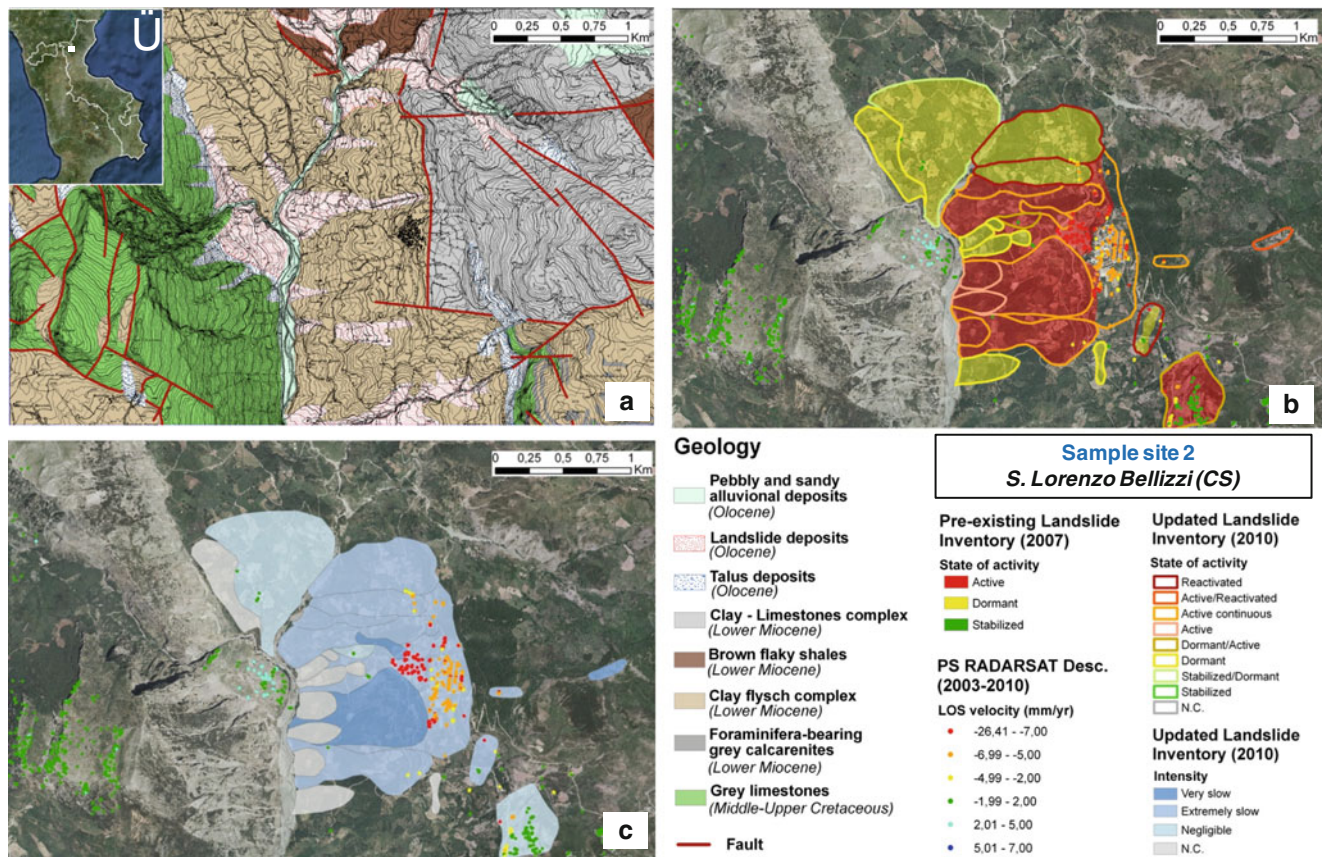 Ü
0 0,25 0,5 0,75 1
Km
a
0 0,25 0,5 0,75 1
Km
b
0 0,25 0,5 0,75 1
Km
c
Geology
Pebbly and sandy
alluvional deposits
(Olocene)
Landslide deposits
(Olocene)
Talus deposits
(Olocene)
Clay - Limestones complex
(Lower Miocene)
Brown flaky shales
(Lower Miocene)
Clay flysch complex
(Lower Miocene)
Foraminifera-bearing
grey calcarenites
(Lower Miocene)
Grey limestones
(Middle-Upper Cretaceous)
Fault
Sample site 2
S. Lorenzo Bellizzi (CS)
Pre-existing Landslide
Inventory (2007)
State of activity
Active
Dormant
Stabilized
PS RADARSAT Desc.
(2003-2010)
LOS velocity (mm/yr)
-26,41 - -7,00
-6,99 - -5,00
-4,99 - -2,00
-1,99 - 2,00
2,01 - 5,00
5,01 - 7,00
Updated Landslide
Inventory (2010)
State of activity
Reactivated
Active/Reactivated
Active continuous
Active
Dormant/Active
Dormant
Stabilized/Dormant
Stabilized
N.C.
Updated Landslide
Inventory (2010)
Intensity
Very slow
Extremely slow
Negligible
N.C.